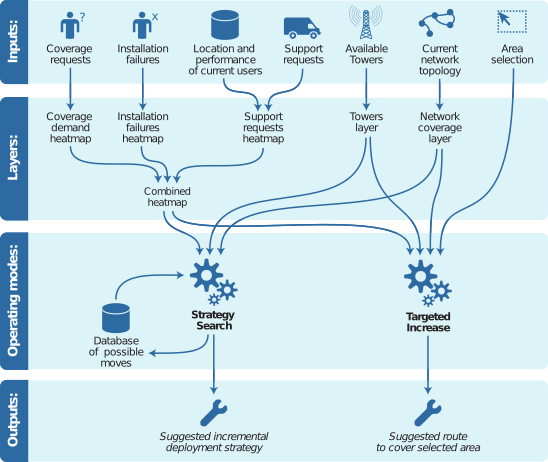 Inputs:
?
x
Coverage
requests
Installation
failures
Location and
performance
of current users
Support
requests
Available
Towers
Current
network
topology
Area
selection
Layers:
Coverage
demand
heatmap
Installation
failures
heatmap
Support
requests
heatmap
Towers
layer
Network
coverage
layer
Combined
heatmap
Operating modes:
Strategy
Search
Targeted
Increase
Database
of possible
moves
Outputs:
Suggested incremental
deployment strategy
Suggested route
to cover selected area